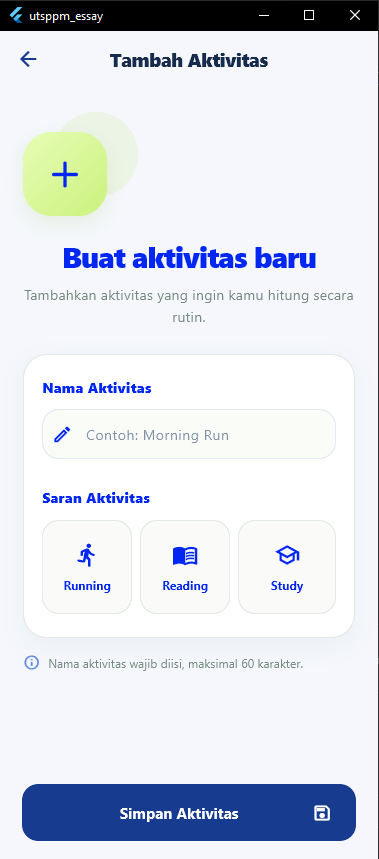 utsppm_essay
Tambah Aktivitas
Buat aktivitas baru
Tambahkan aktivitas yang ingin kamu hitung secara
rutin.
Nama Aktivitas
Contoh: Morning Run
Saran Aktivitas
Running
Reading
Study
Nama aktivitas wajib diisi, maksimal 60 karakter.
Simpan Aktivitas